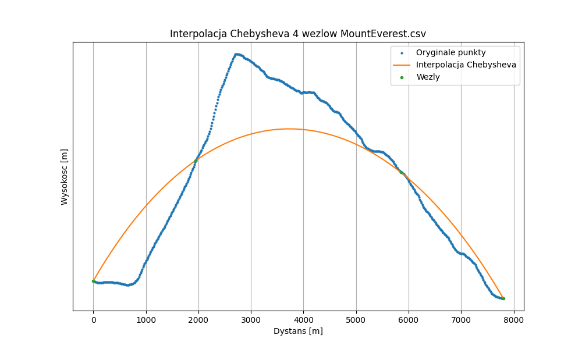 Interpolacja Chebysheva 4 wezlow MountEverest.csv
Oryginalne punkty
Interpolacja Chebysheva
Wezly
Wysokosc [m]
0 1000 2000 3000 4000 5000 6000 7000 8000
Dystans [m]